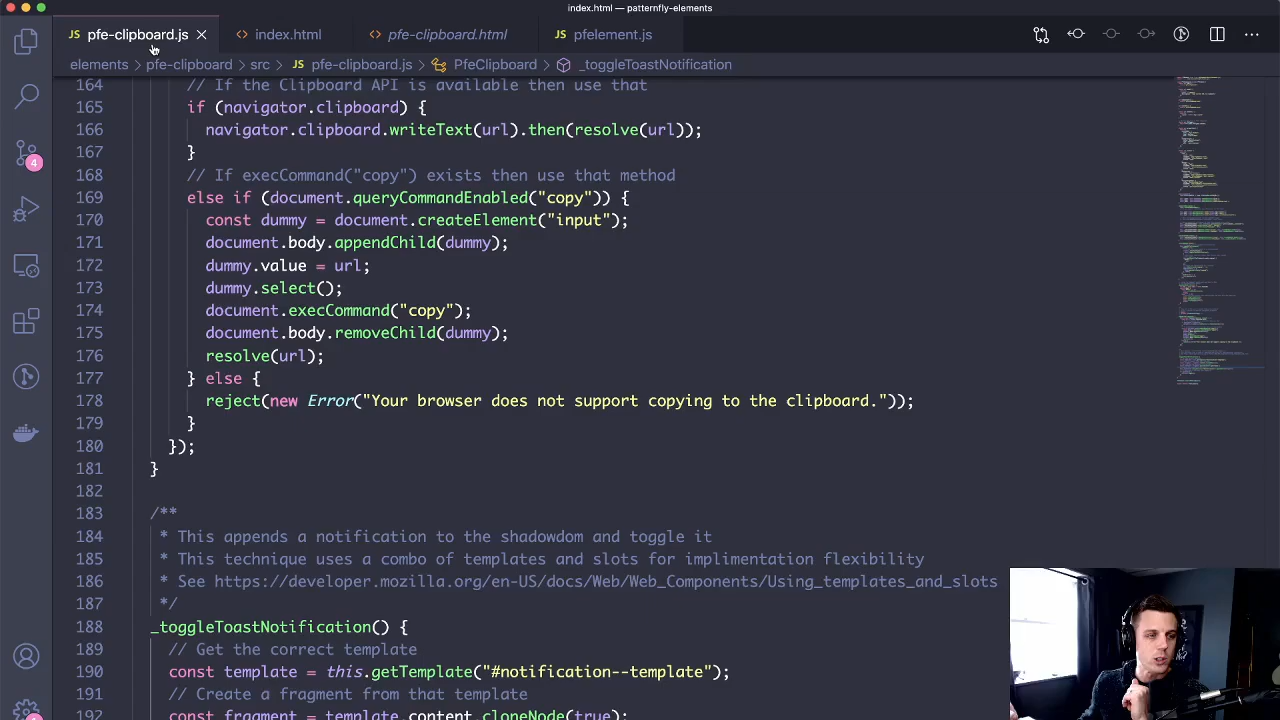 index.html — patternfly-elements
JS pfe-clipboard.js
<> index.html
<> pfe-clipboard.html
JS pfelement.js
elements > pfe-clipboard > src > JS pfe-clipboard.js > PfeClipboard > _toggleToastNotification
164 // If the Clipboard API is available then use that
165 if (navigator.clipboard) {
166 navigator.clipboard.writeText(url).then(resolve(url));
167 }
168 // If execCommand("copy") exists then use that method
169 else if (document.queryCommandEnabled("copy")) {
170 const dummy = document.createElement("input");
171 document.body.appendChild(dummy);
172 dummy.value = url;
173 dummy.select();
174 document.execCommand("copy");
175 document.body.removeChild(dummy);
176 resolve(url);
177 } else {
178 reject(new Error("Your browser does not support copying to the clipboard."));
179 }
180 });
181 }
182
183 /**
184 * This appends a notification to the shadowdom and toggle it
185 * This technique uses a combo of templates and slots for implimentation flexibility
186 * See https://developer.mozilla.org/en-US/docs/Web/Web_Components/Using_templates_and_slots
187 */
188 _toggleToastNotification() {
189 // Get the correct template
190 const template = this.getTemplate("#notification--template");
191 // Create a fragment from that template
192 const fragment = template.content.cloneNode(true);
4